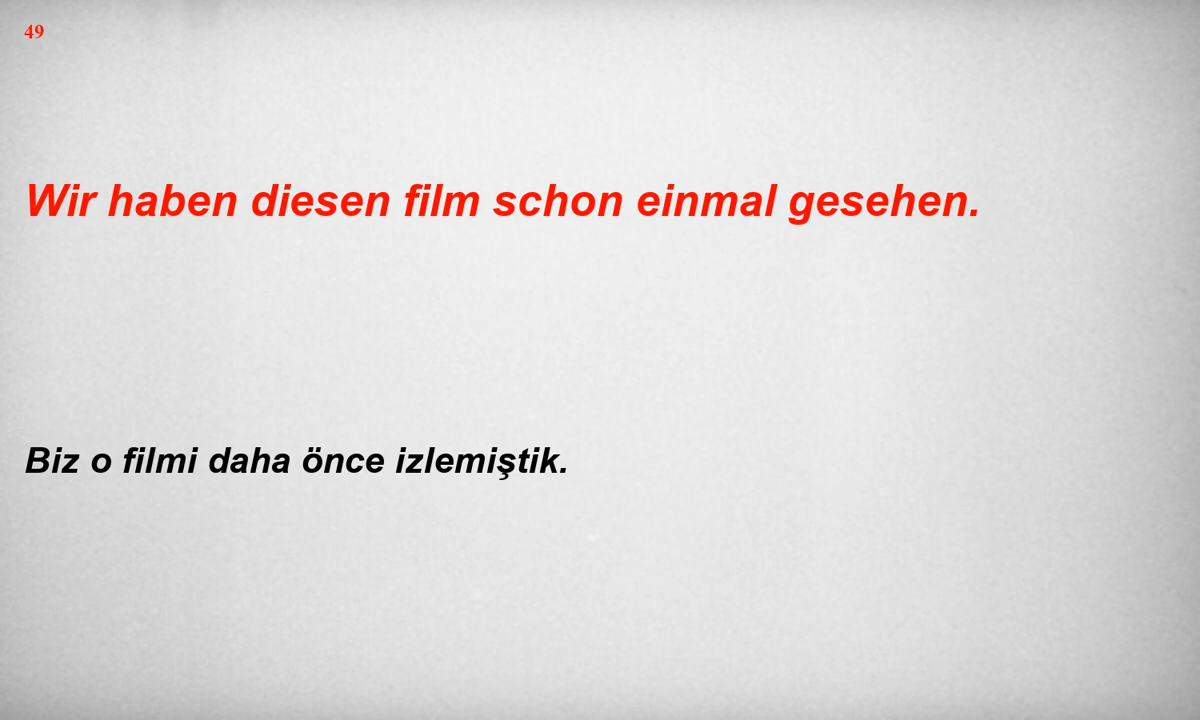 49
Wir haben diesen film schon einmal gesehen.
Biz o filmi daha önce izlemiştik.